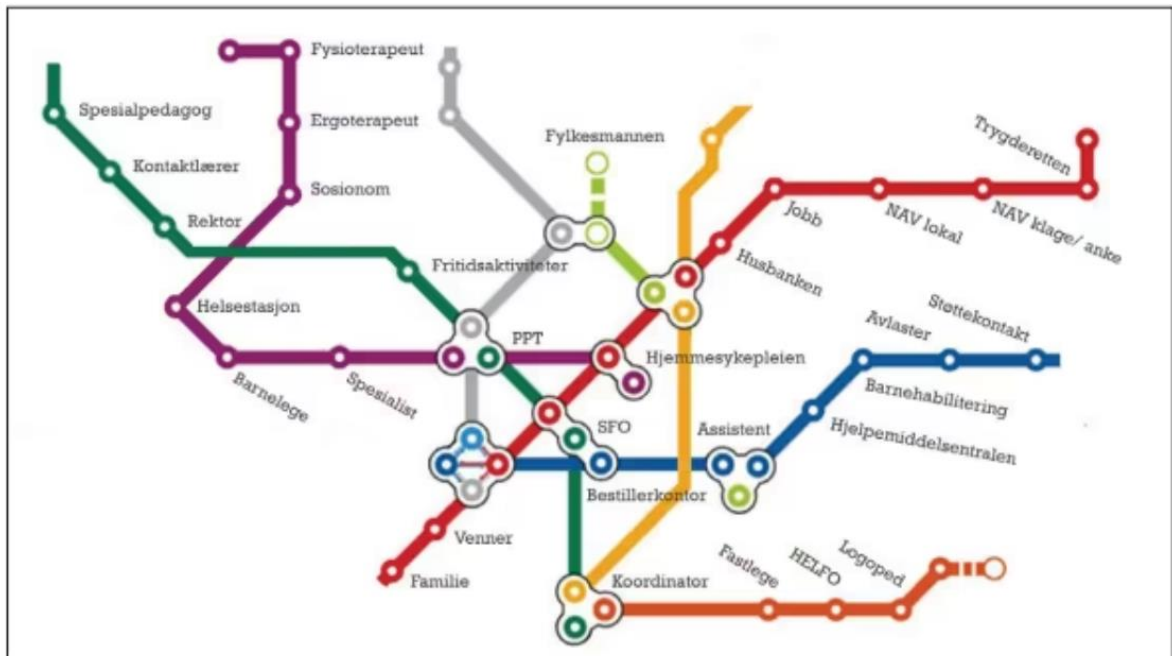 Fysioterapeut
Spesialpedagog
Ergoterapeut
Fylkesmannen
Trygderetten
Kontaktlærer
Sosionom
Rektor
Jobb
NAV lokal
NAV klage/ anke
Fritidsaktiviteter
Husbanken
Helsestasjon
Støttekontakt
Avlaster
PPT
Hjemmesykepleien
Barnelege
Spesialist
Barnehabilitering
SFO
Assistent
Hjelpemiddelsentralen
Bestillerkontor
Venner
Familie
Koordinator
Fastlege
HELFO
Logoped